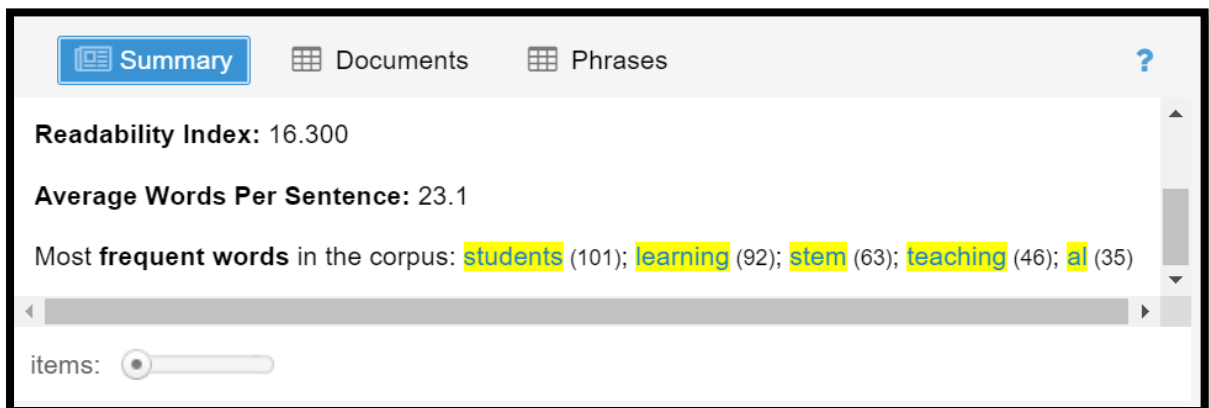 Summary Documents Phrases ?
Readability Index: 16.300
Average Words Per Sentence: 23.1
Most frequent words in the corpus: students (101); learning (92); stem (63); teaching (46); al (35)
items: